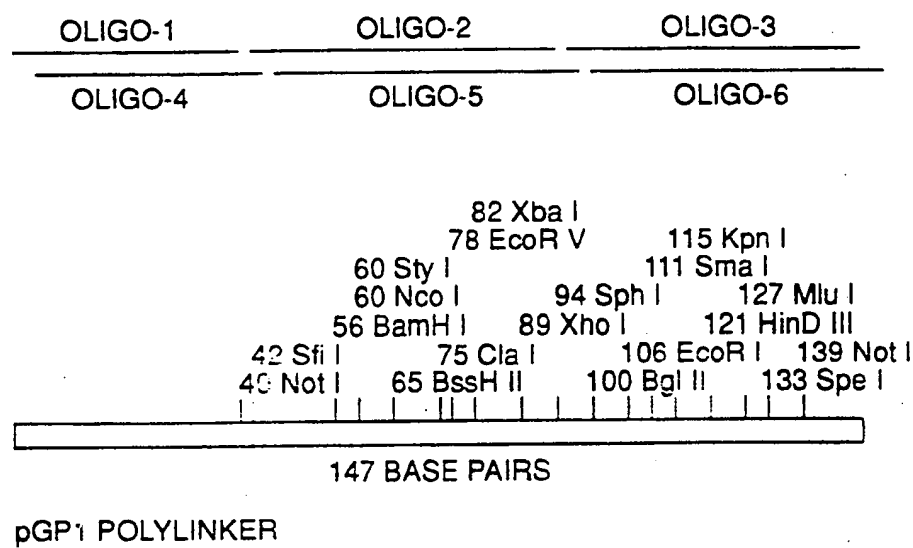 OLIGO-1 OLIGO-2 OLIGO-3
OLIGO-4 OLIGO-5 OLIGO-6
82 Xba I
78 EcoR V 115 Kpn I
60 Sty I 111 Sma I
60 Nco I 94 Sph I 127 Mlu I
56 BamH I 89 Xho I 121 HinD III
42 Sfi I 75 Cla I 106 EcoR I 139 Not I
40 Not I 65 BssH II 100 Bgl II 133 Spe I
147 BASE PAIRS
pGP1 POLYLINKER